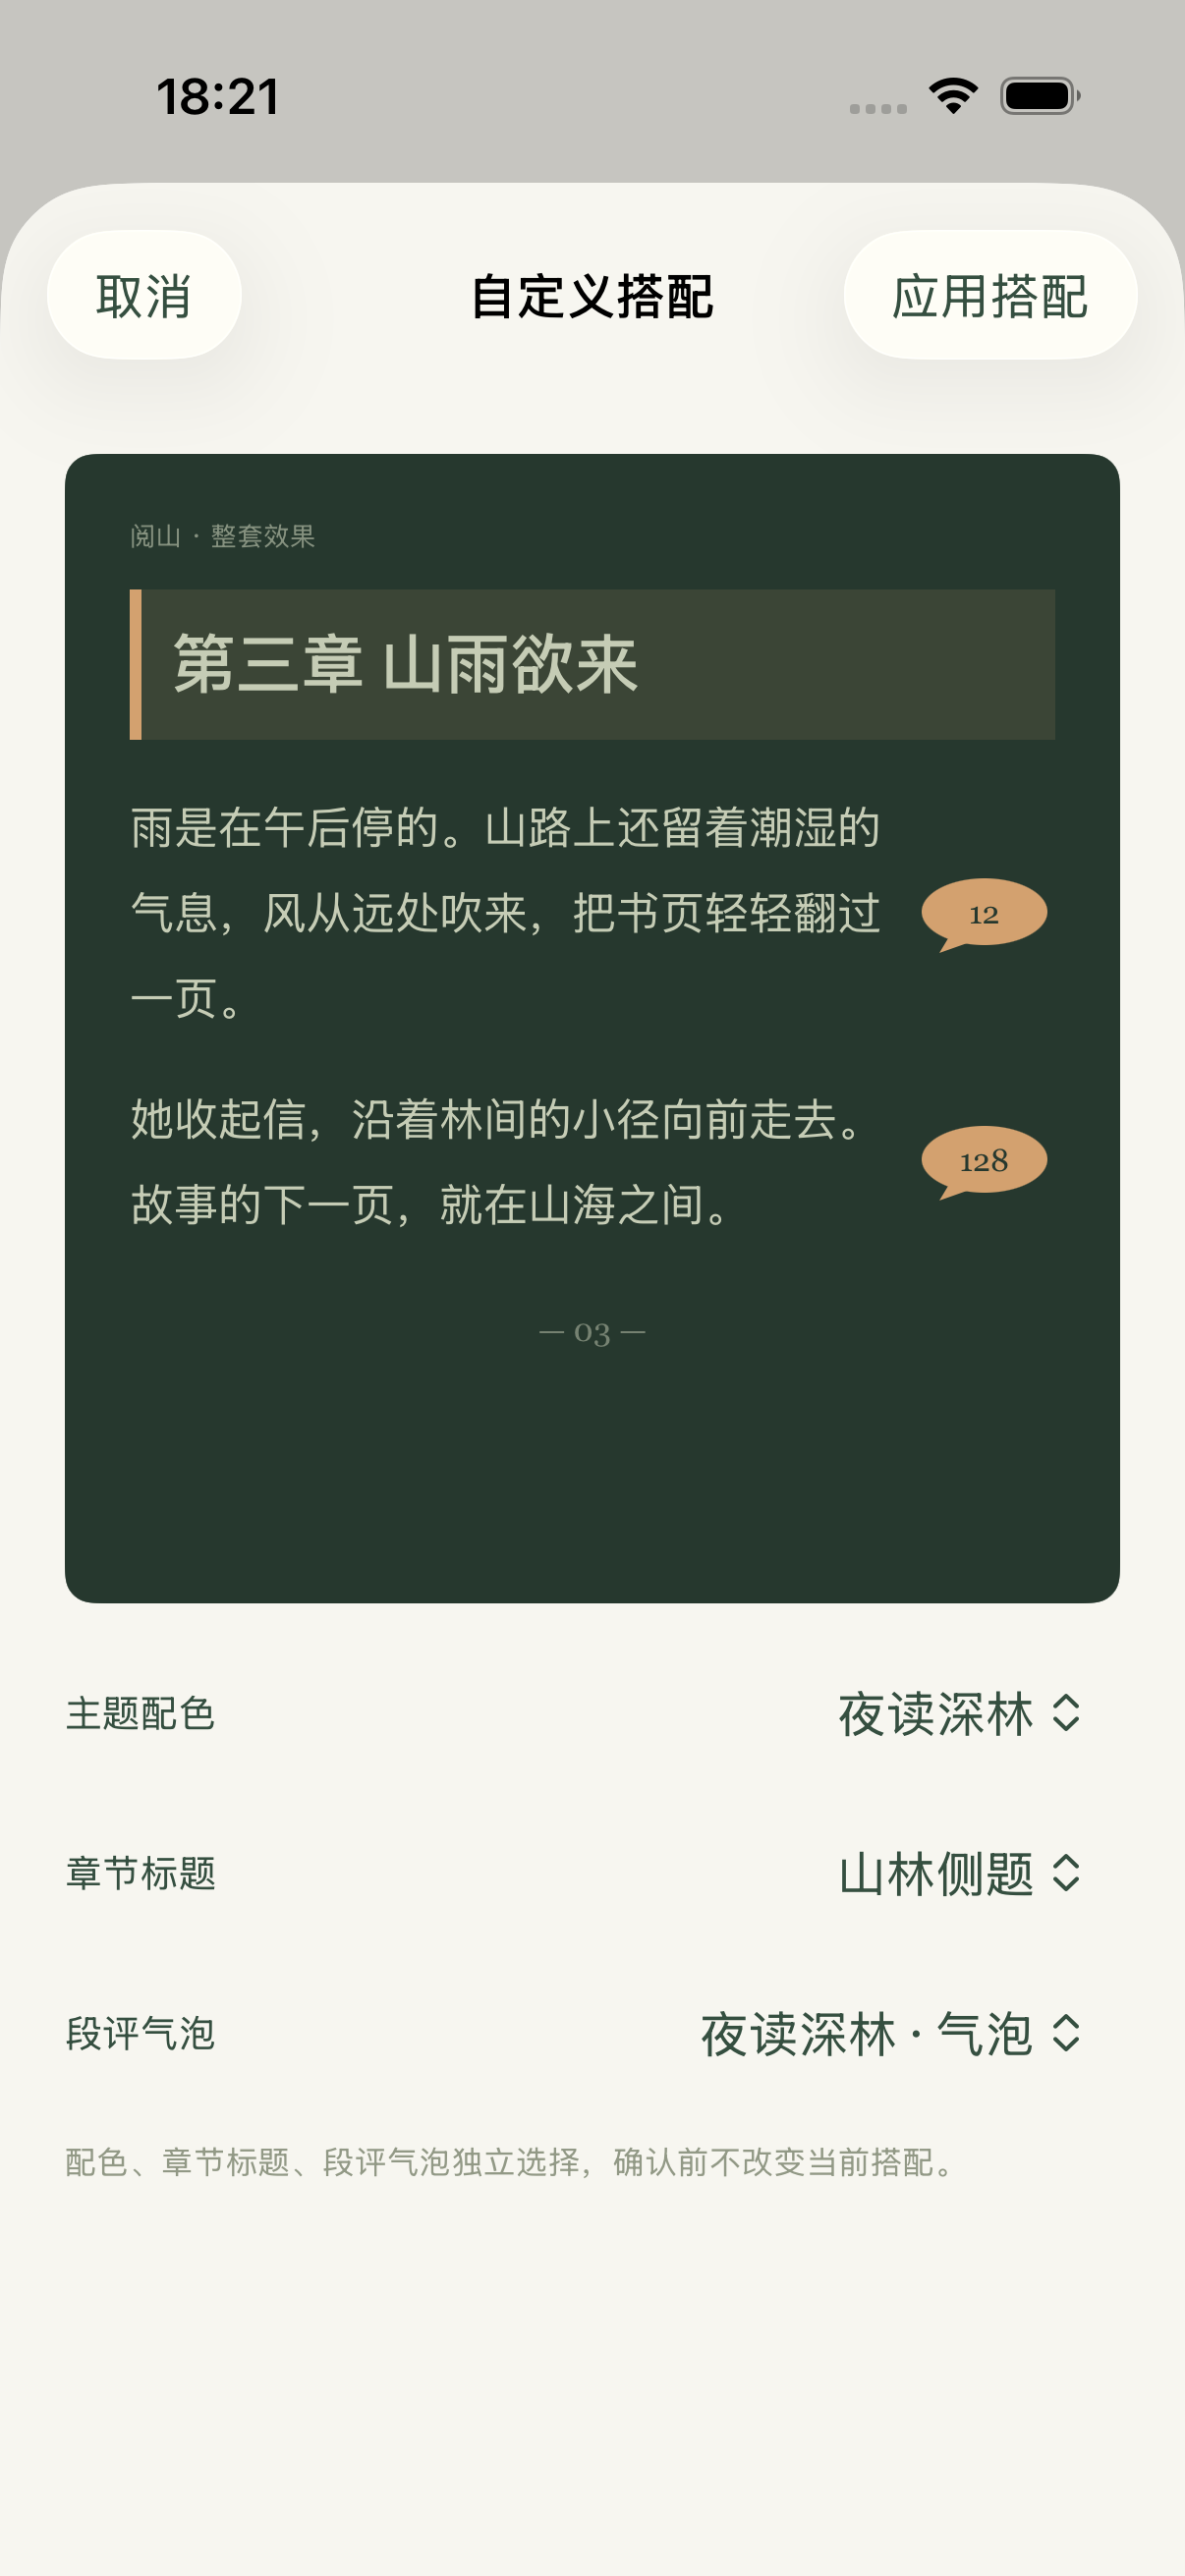 18:21
取消
自定义搭配
应用搭配
阅山 · 整套效果
第三章 山雨欲来
雨是在午后停的。山路上还留着潮湿的
气息，风从远处吹来，把书页轻轻翻过
12
一页。
她收起信，沿着林间的小径向前走去。
128
故事的下一页，就在山海之间。
— 03 —
主题配色
夜读深林
章节标题
山林侧题
段评气泡
夜读深林 · 气泡
配色、章节标题、段评气泡独立选择，确认前不改变当前搭配。